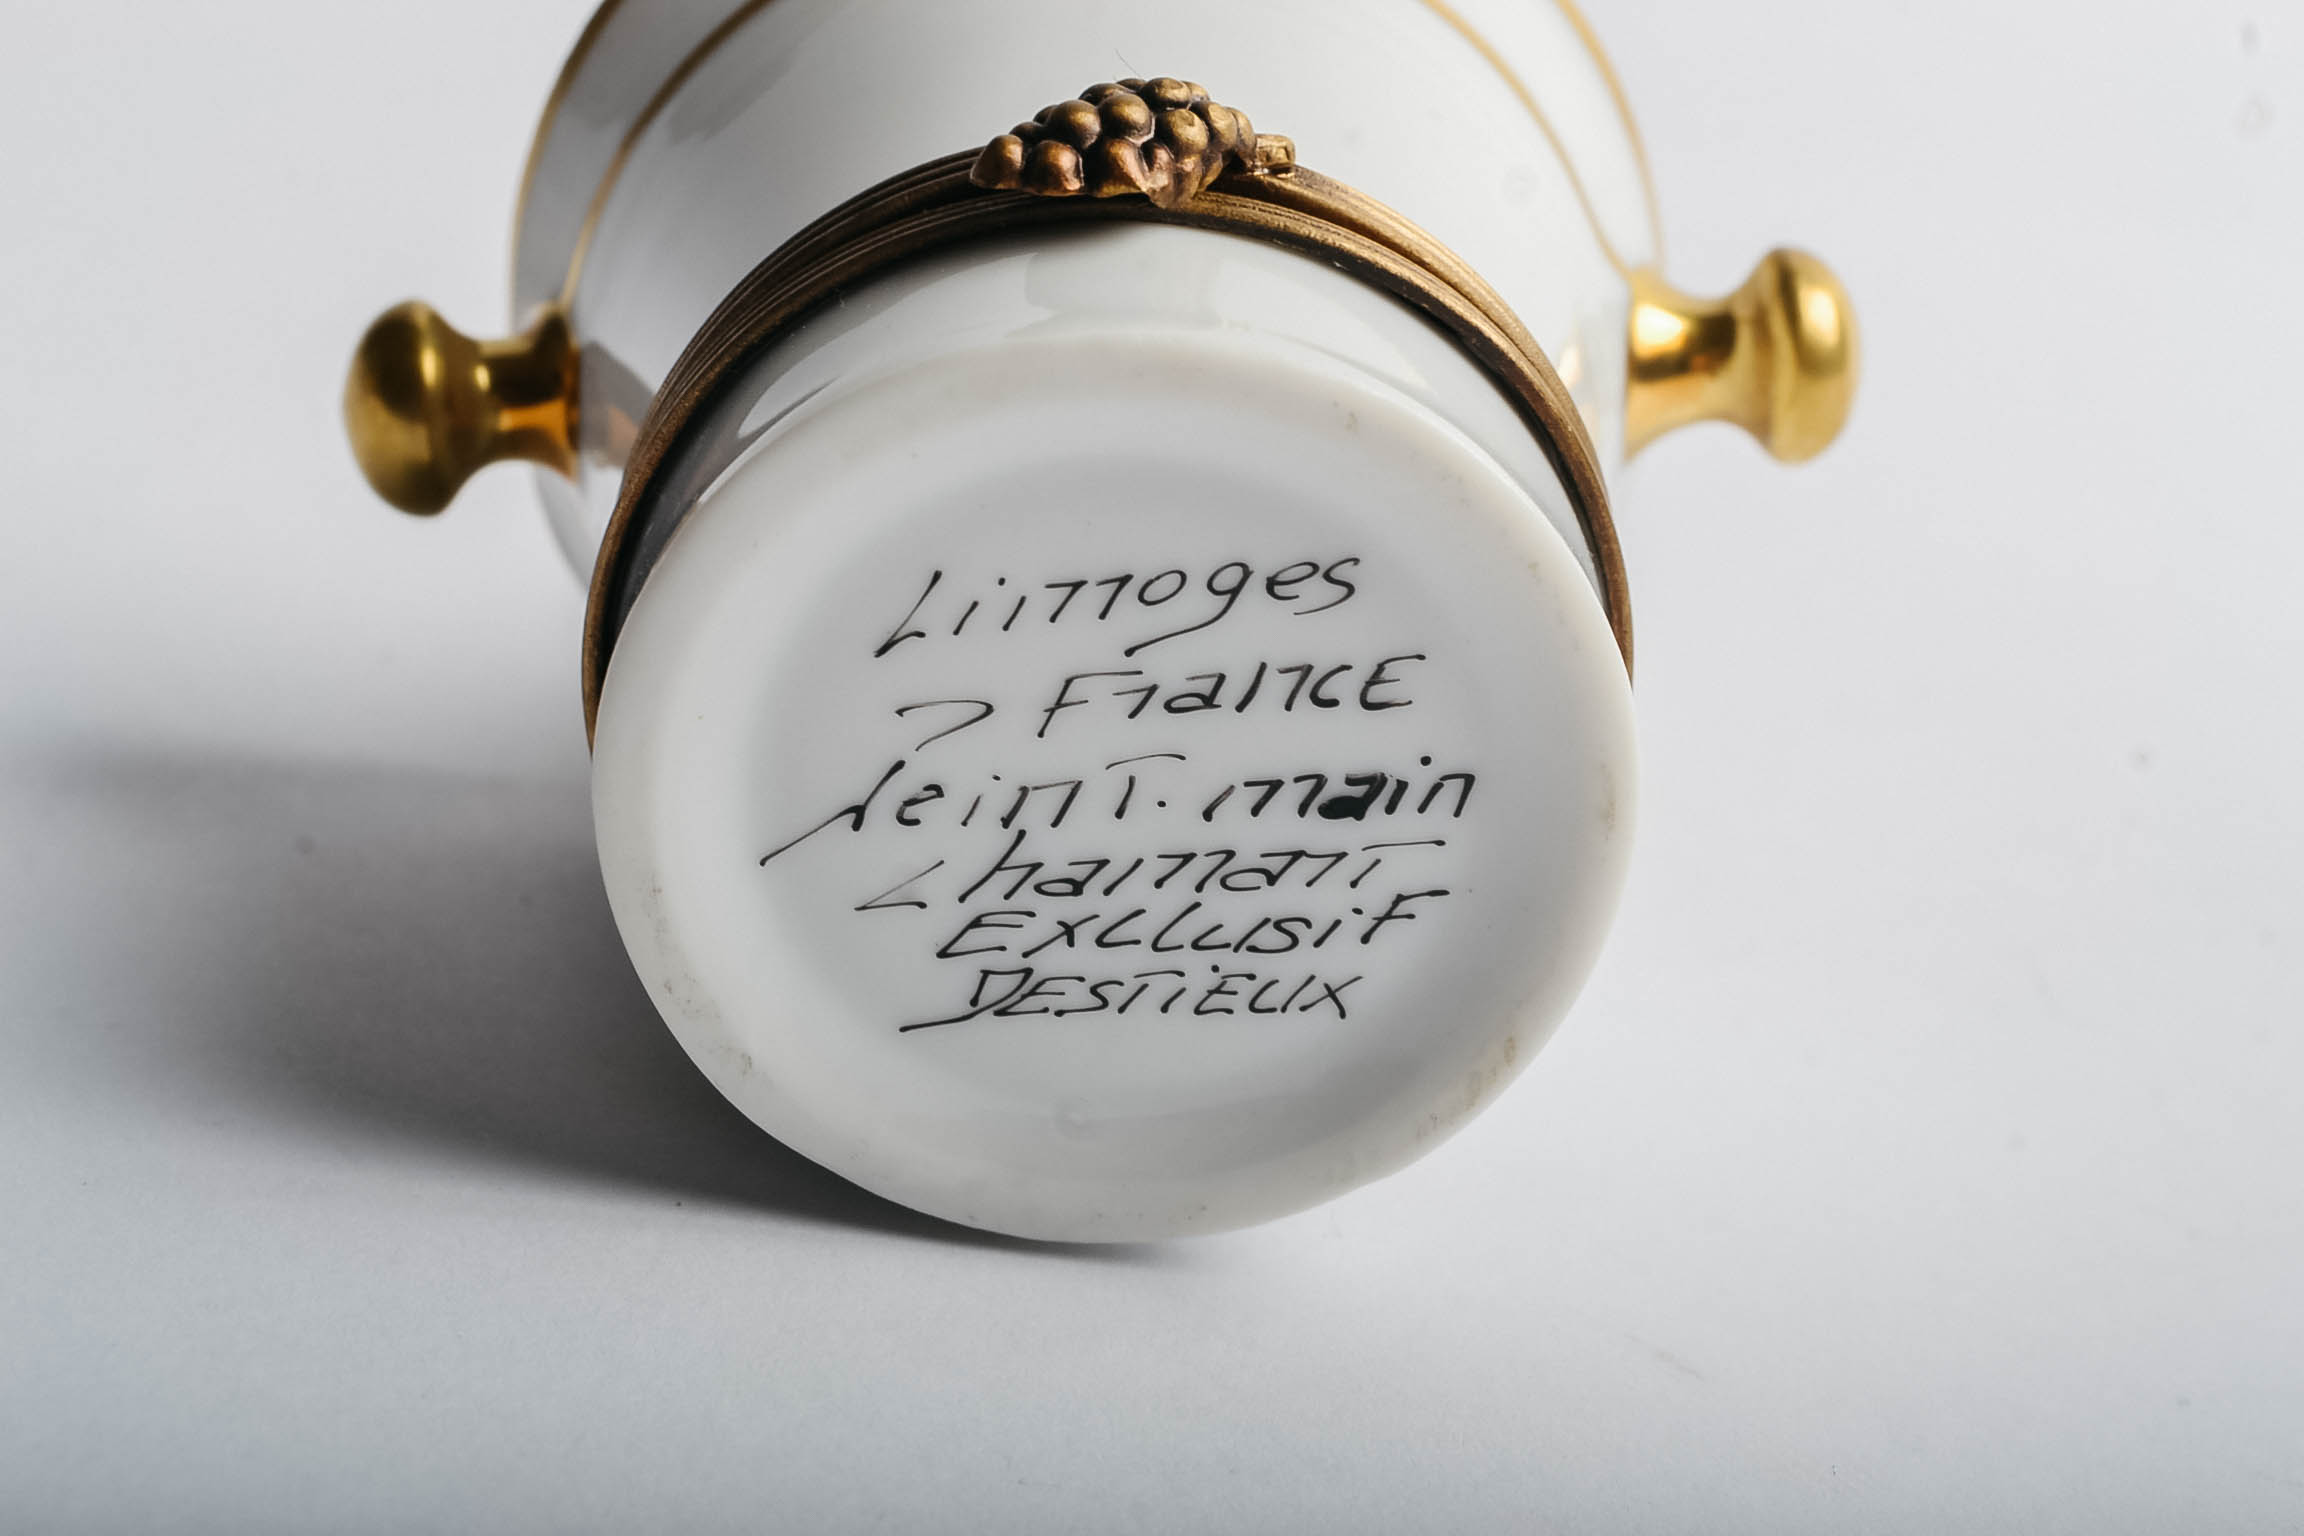 Limoges
France
Peint. main
Chamart
EXCLUSIF
DESTIEUX